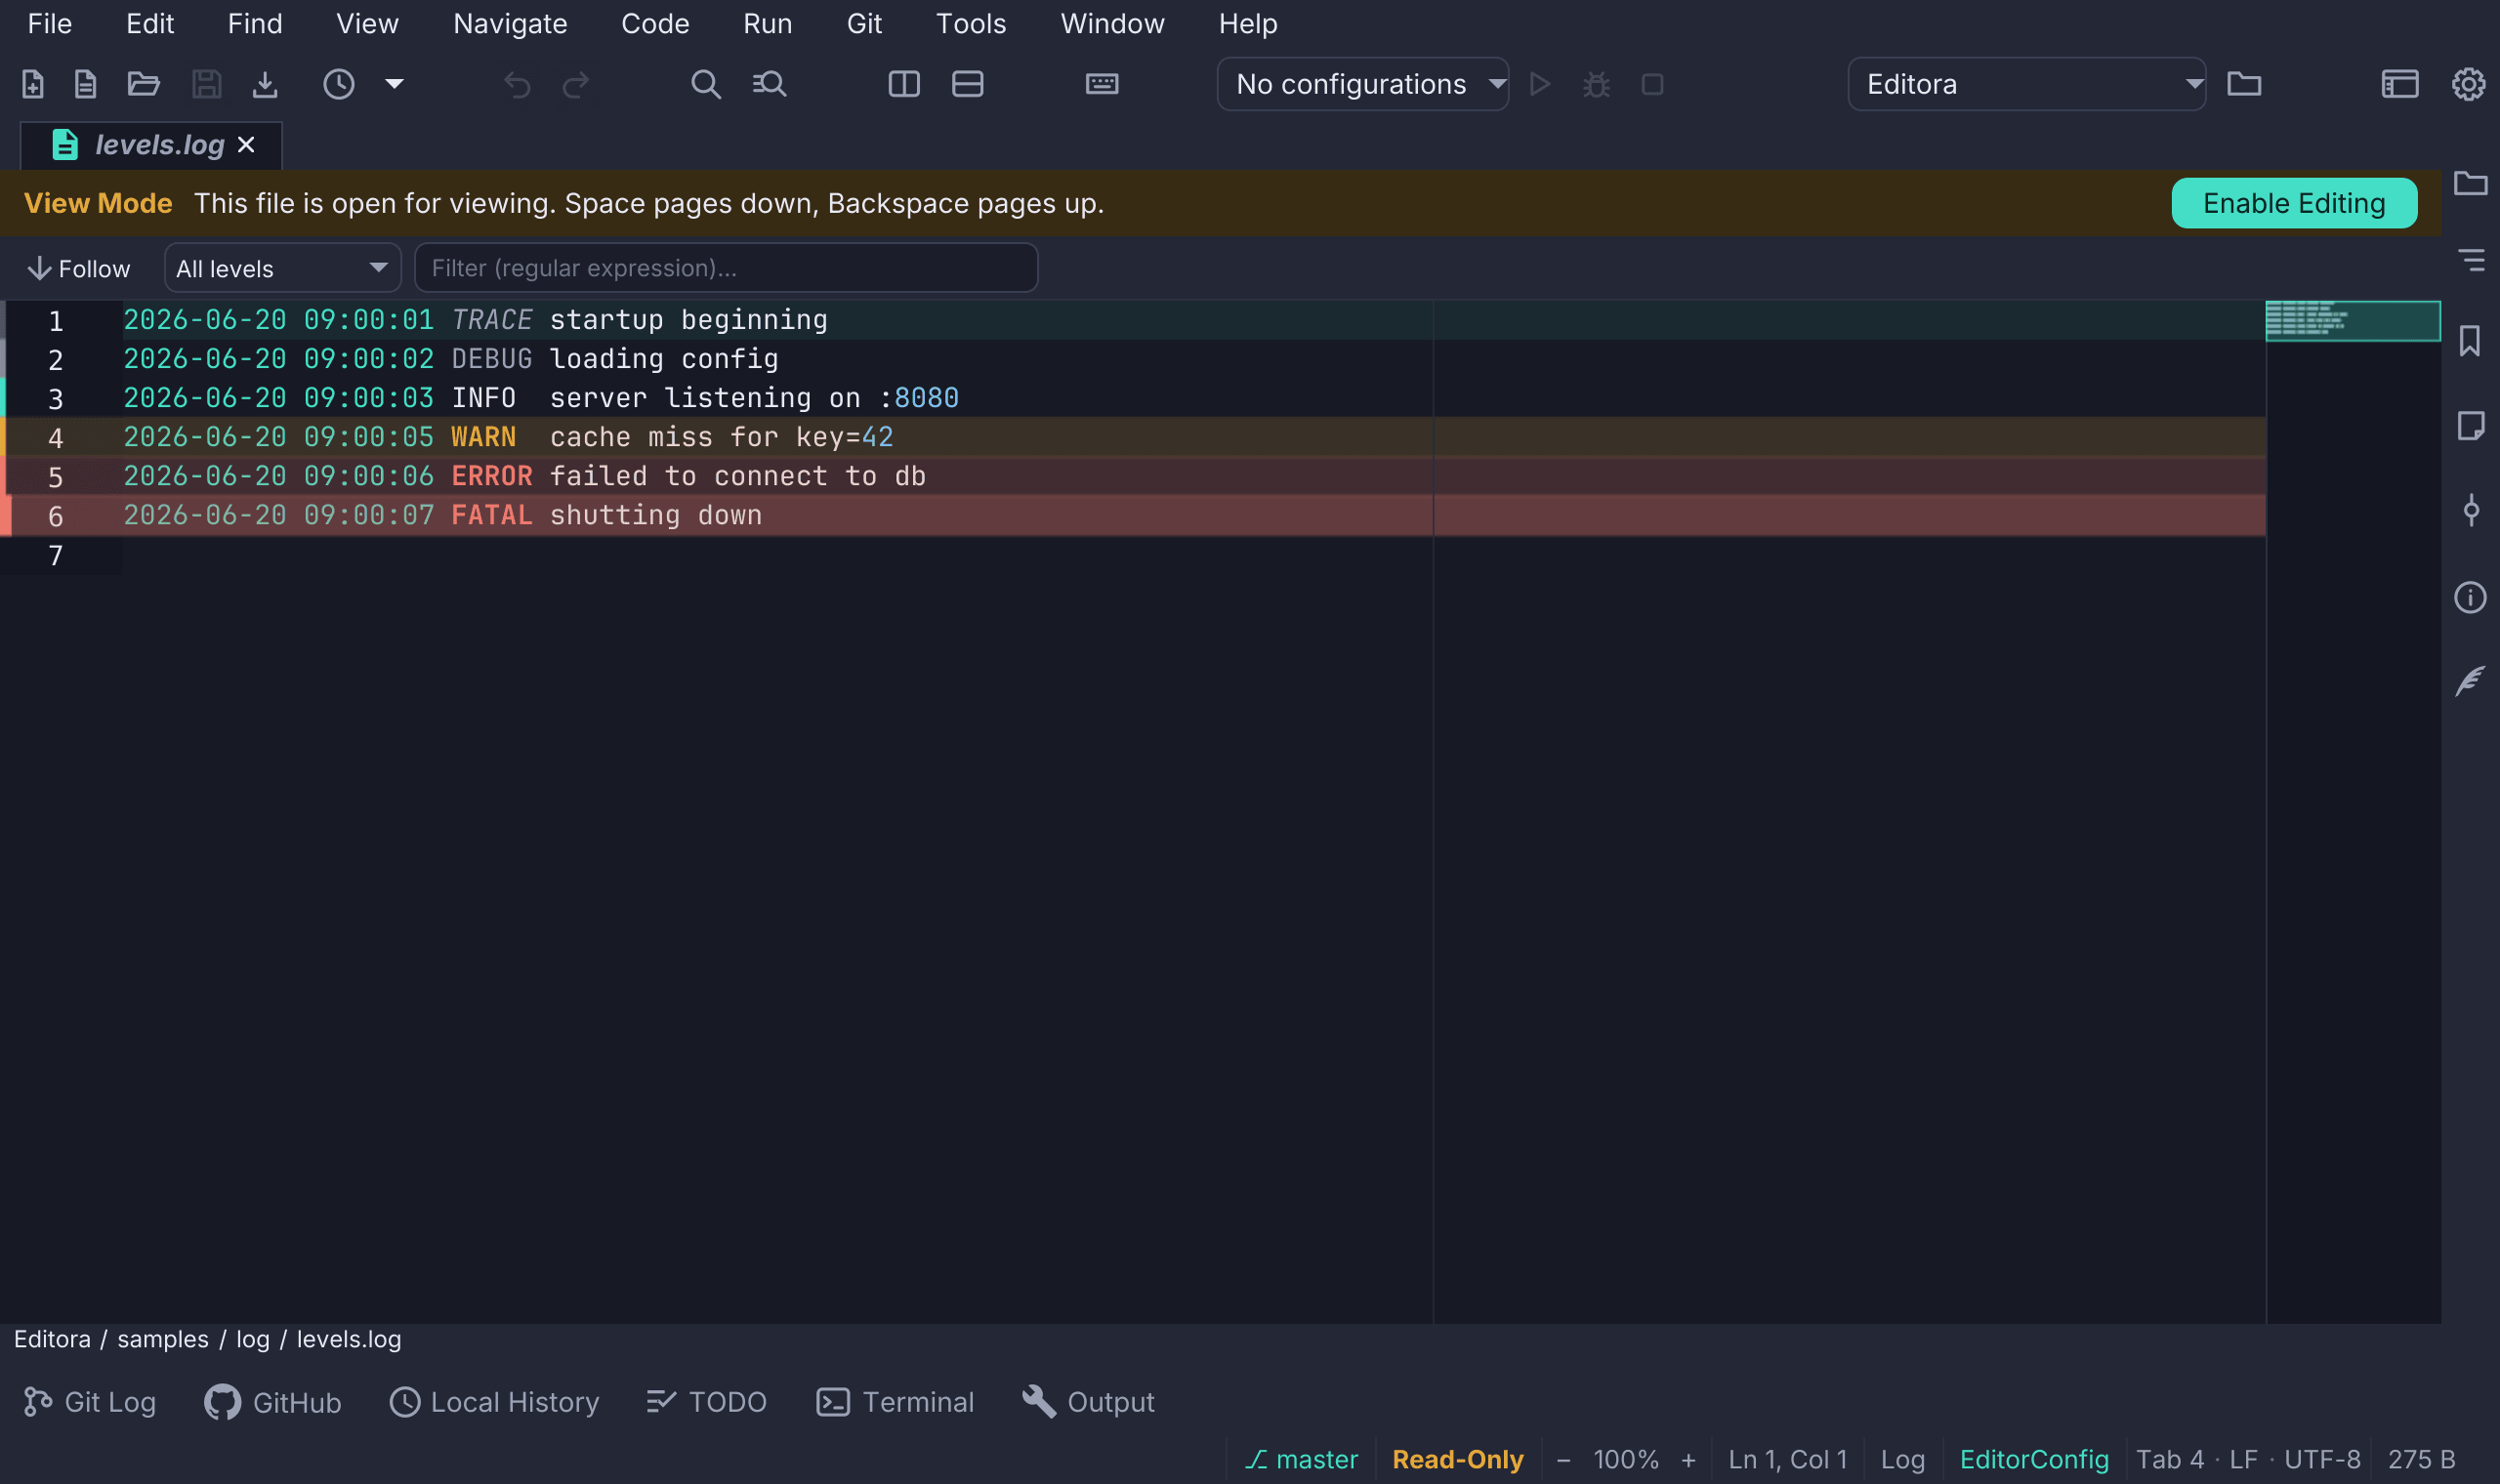 File Edit Find View Navigate Code Run Git Tools Window Help
No configurations Editora
levels.log
View Mode This file is open for viewing. Space pages down, Backspace pages up. Enable Editing
Follow All levels Filter (regular expression)...
1 2026-06-20 09:00:01 TRACE startup beginning
2 2026-06-20 09:00:02 DEBUG loading config
3 2026-06-20 09:00:03 INFO  server listening on :8080
4 2026-06-20 09:00:05 WARN  cache miss for key=42
5 2026-06-20 09:00:06 ERROR failed to connect to db
6 2026-06-20 09:00:07 FATAL shutting down
7
Editora / samples / log / levels.log
Git Log GitHub Local History TODO Terminal Output
master Read-Only − 100% + Ln 1, Col 1 Log EditorConfig Tab 4 · LF · UTF-8 275 B